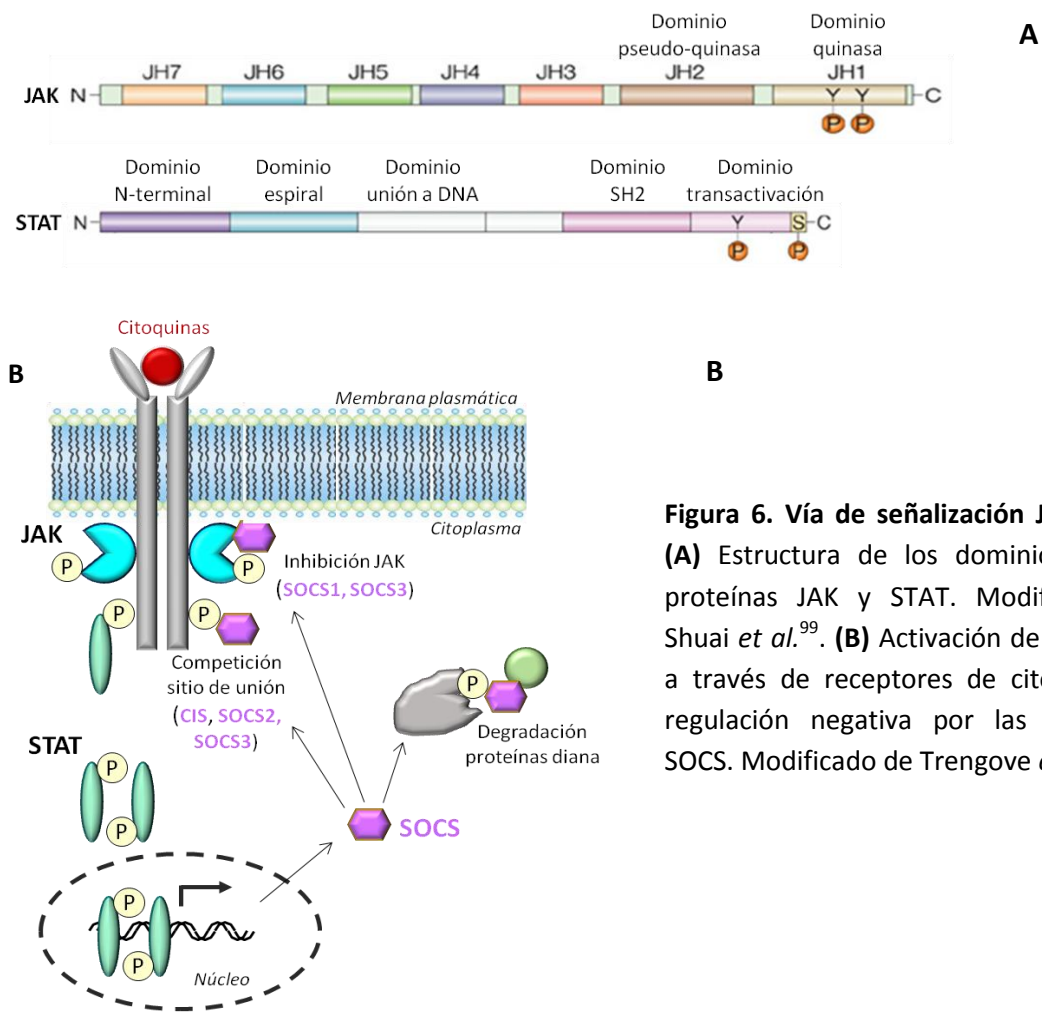 A
Dominio
pseudo-quinasa
Dominio
quinasa
JH7 JH6 JH5 JH4 JH3 JH2 JH1
JAK N Y Y C
P P
Dominio
N-terminal
Dominio
espiral
Dominio
unión a DNA
Dominio
SH2
Dominio
transactivación
STAT N Y S C
P P
B
Citoquinas
Membrana plasmática
Citoplasma
JAK
P
P
Inhibición JAK
(SOCS1, SOCS3)
P
P
Competición
sitio de unión
(CIS, SOCS2,
SOCS3)
P
Degradación
proteínas diana
STAT
P
P
SOCS
P
P
Núcleo
B
Figura 6. Vía de señalización J
(A) Estructura de los dominic
proteínas JAK y STAT. Modif
Shuai et al.99. (B) Activación de
a través de receptores de cito
regulación negativa por las
SOCS. Modificado de Trengove